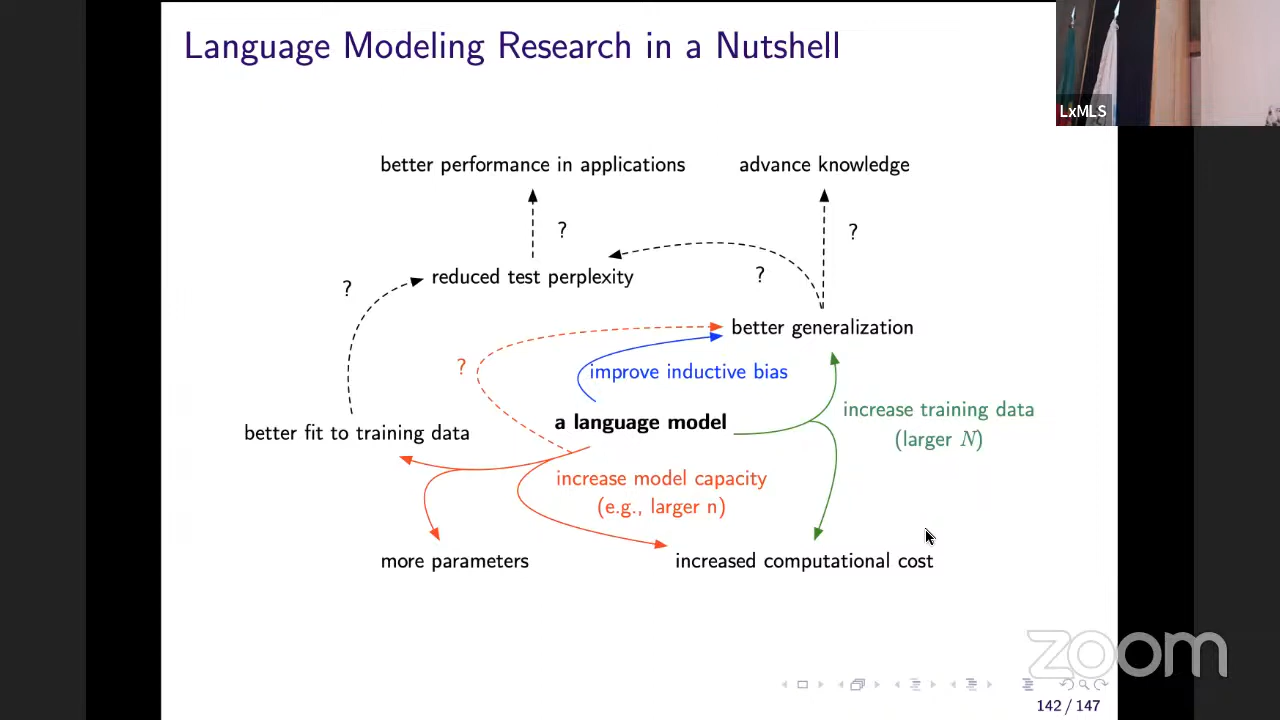 Language Modeling Research in a Nutshell
LxMLS
better performance in applications
advance knowledge
?
?
?
reduced test perplexity
?
better generalization
?
improve inductive bias
a language model
increase training data
(larger N)
better fit to training data
increase model capacity
(e.g., larger n)
more parameters
increased computational cost
zoom
142 / 147